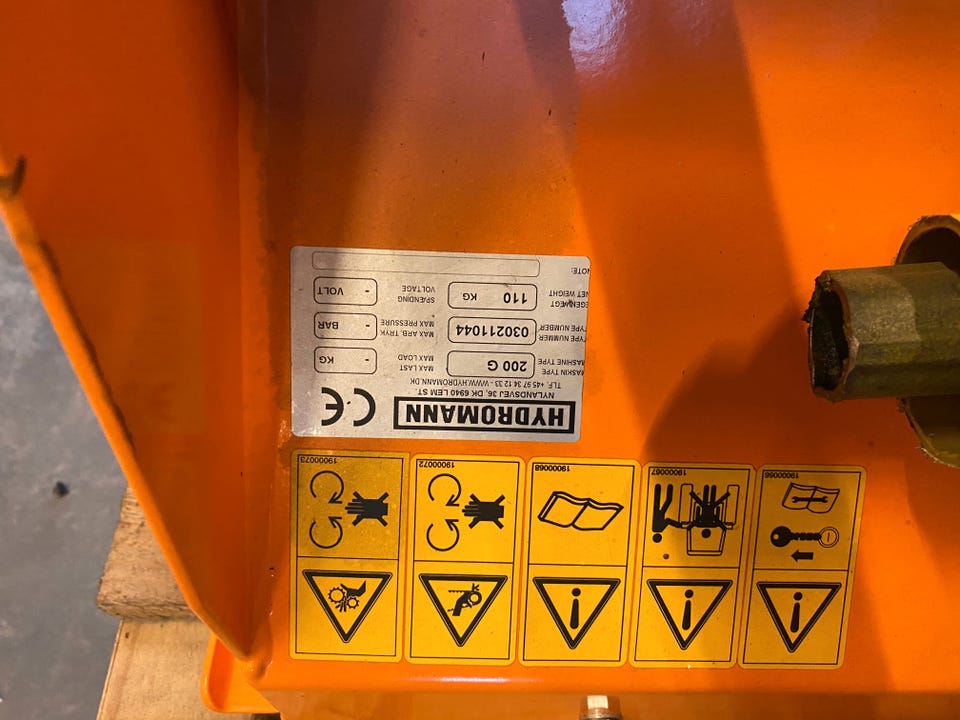 HYDROMANN CE
NYLANDSVEJ 36, DK 6940 LEM ST.
TLF. +45 97 34 12 33 - WWW.HYDROMANN.DK
MASKIN TYPE 200 G MAX LAST - KG
MASHINE TYPE MAX LOAD
TYPE NUMMER 030211044 MAX ARB. TRYK - BAR
TYPE NUMBER MAX PRESSURE
EGENVÆGT 110 KG SPÆNDING - VOLT
NET WEIGHT VOLTAGE
NOTE:
19000066
19000067
19000068
19000072
19000073